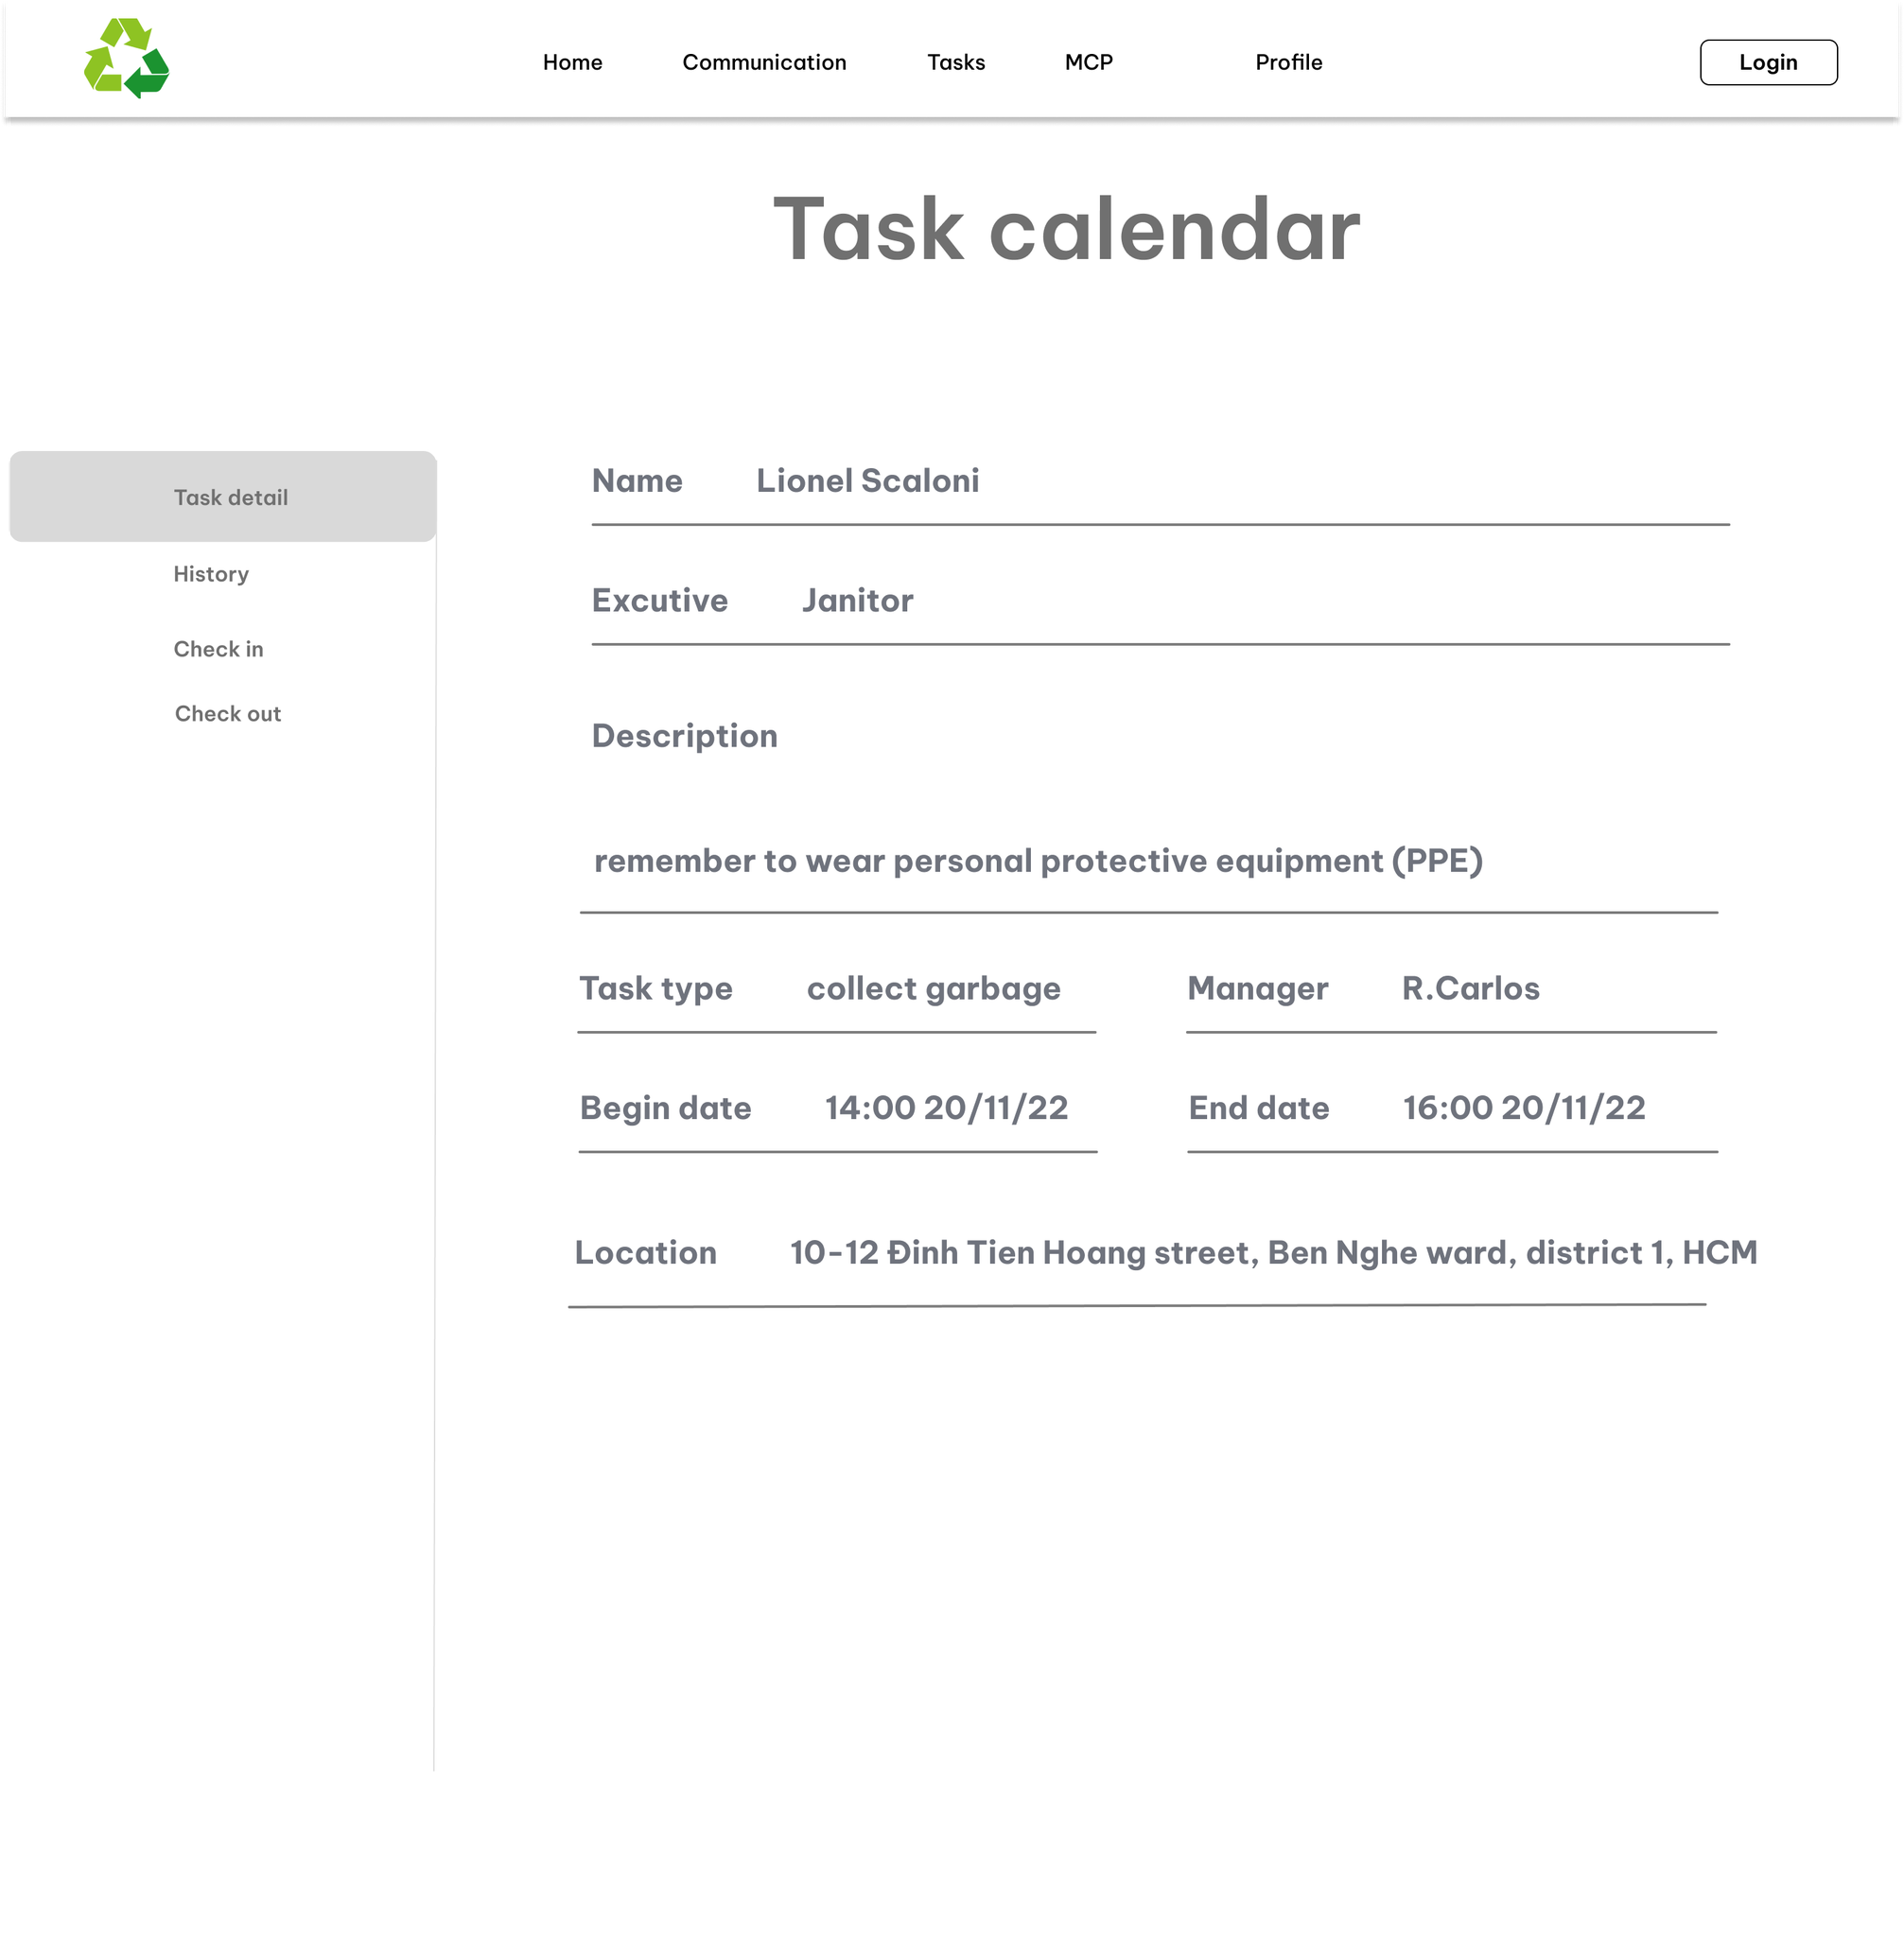 Home Communication Tasks MCP Profile Login
Task calendar
Task detail
History
Check in
Check out
Name Lionel Scaloni
Excutive Janitor
Description
remember to wear personal protective equipment (PPE)
Task type collect garbage Manager R.Carlos
Begin date 14:00 20/11/22 End date 16:00 20/11/22
Location 10-12 Đinh Tien Hoang street, Ben Nghe ward, district 1, HCM